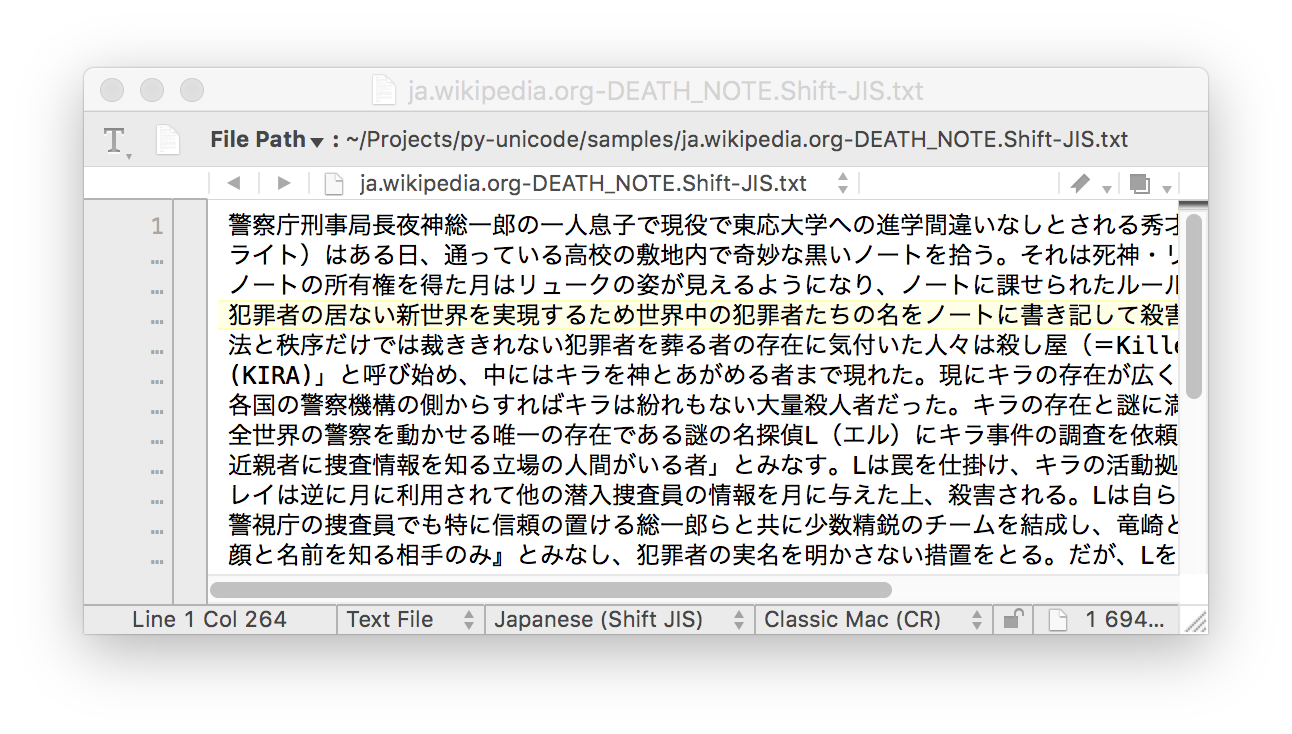 ja.wikipedia.org-DEATH_NOTE.Shift-JIS.txt
File Path ▾ : ~/Projects/py-unicode/samples/ja.wikipedia.org-DEATH_NOTE.Shift-JIS.txt
ja.wikipedia.org-DEATH_NOTE.Shift-JIS.txt
1
警察庁刑事局長夜神総一郎の一人息子で現役で東応大学への進学間違いなしとされる秀才
ライト）はある日、通っている高校の敷地内で奇妙な黒いノートを拾う。それは死神・リ
ノートの所有権を得た月はリュークの姿が見えるようになり、ノートに課せられたルール
犯罪者の居ない新世界を実現するため世界中の犯罪者たちの名をノートに書き記して殺害
法と秩序だけでは裁ききれない犯罪者を葬る者の存在に気付いた人々は殺し屋（＝Kille
(KIRA)」と呼び始め、中にはキラを神とあがめる者まで現れた。現にキラの存在が広く
各国の警察機構の側からすればキラは紛れもない大量殺人者だった。キラの存在と謎に満
全世界の警察を動かせる唯一の存在である謎の名探偵L（エル）にキラ事件の調査を依頼
近親者に捜査情報を知る立場の人間がいる者」とみなす。Lは罠を仕掛け、キラの活動拠
レイは逆に月に利用されて他の潜入捜査員の情報を月に与えた上、殺害される。Lは自ら
警視庁の捜査員でも特に信頼の置ける総一郎らと共に少数精鋭のチームを結成し、竜崎と
顔と名前を知る相手のみ』とみなし、犯罪者の実名を明かさない措置をとる。だが、Lを
Line 1 Col 264 Text File Japanese (Shift JIS) Classic Mac (CR) 1 694…